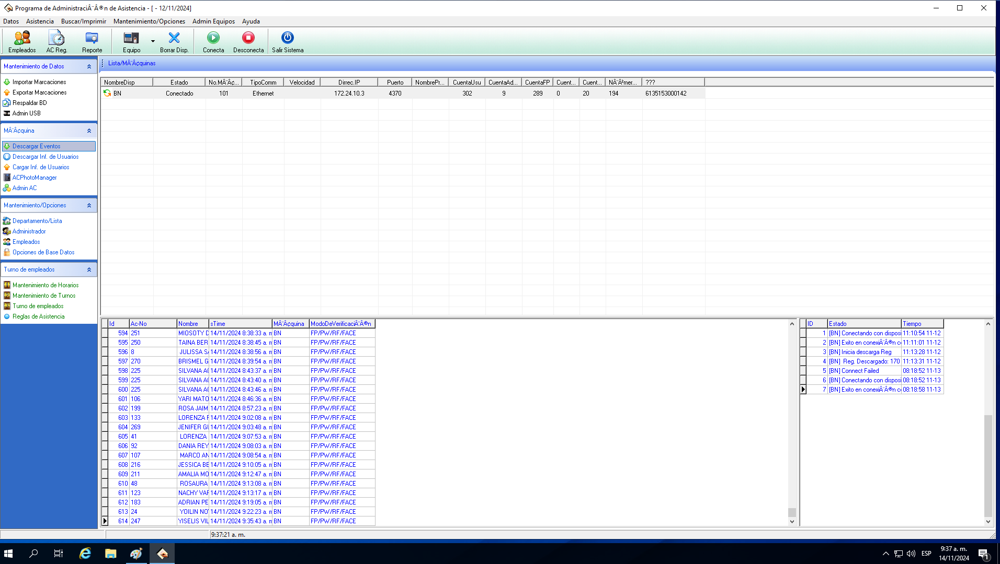 Programa de AdministraciÂ¨Â®n de Asistencia - [ - 12/11/2024]
Datos Asistencia Buscar/Imprimir Mantenimiento/Opciones Admin Equipos Ayuda
Empleados AC Reg. Reporte Equipo Borrar Disp. Conecta Desconecta Salir Sistema
Mantenimiento de Datos
Importar Marcaciones
Exportar Marcaciones
Respaldar BD
Admin USB
MÂ¨Â¢quina
Descargar Eventos
Descargar Inf. de Usuarios
Cargar Inf. de Usuarios
ACPhotoManager
Admin AC
Mantenimiento/Opciones
Departamento/Lista
Administrador
Empleados
Opciones de Base Datos
Turno de empleados
Mantenimiento de Horarios
Mantenimiento de Turnos
Turno de empleados
Reglas de Asistencia
Lista/MÂ¨Â¢quinas
NombreDisp Estado No.MÂ¨Â¢... TipoComm Velocidad Dirrec.IP Puerto NombrePr... CuentaUsu CuentaAd... CuentaFP Cuent... Cuent... NÂ¨Â²mer... ???
BN Conectado 101 Ethernet 172.24.10.3 4370 302 9 289 0 20 194 6135153000142
Id Ac-No Nombre sTime MÂ¨Â¢quina ModoDeVerificaciÂ¨Â®n
594 251 MIOSOTY D 14/11/2024 8:38:33 a. m BN FP/PW/RF/FACE
595 250 TAINA BER 14/11/2024 8:38:45 a. m BN FP/PW/RF/FACE
596 8 JULISSA SA 14/11/2024 8:38:56 a. m BN FP/PW/RF/FACE
597 270 BRISMEL G 14/11/2024 8:39:54 a. m BN FP/PW/RF/FACE
598 225 SILVANA AC 14/11/2024 8:43:37 a. m BN FP/PW/RF/FACE
599 225 SILVANA AC 14/11/2024 8:43:40 a. m BN FP/PW/RF/FACE
600 225 SILVANA AC 14/11/2024 8:43:46 a. m BN FP/PW/RF/FACE
601 106 YARI MATO 14/11/2024 8:46:36 a. m BN FP/PW/RF/FACE
602 199 ROSA JAIM 14/11/2024 8:57:23 a. m BN FP/PW/RF/FACE
603 133 LORENZA F 14/11/2024 9:02:08 a. m BN FP/PW/RF/FACE
604 269 JENIFER GU 14/11/2024 9:03:48 a. m BN FP/PW/RF/FACE
605 41 LORENZA 14/11/2024 9:07:53 a. m BN FP/PW/RF/FACE
606 92 DANIA REY 14/11/2024 9:08:03 a. m BN FP/PW/RF/FACE
607 107 MARCO AN 14/11/2024 9:08:54 a. m BN FP/PW/RF/FACE
608 216 JESSICA BE 14/11/2024 9:10:05 a. m BN FP/PW/RF/FACE
609 211 AMALIA MO 14/11/2024 9:12:47 a. m BN FP/PW/RF/FACE
610 48 ROSAURA 14/11/2024 9:13:08 a. m BN FP/PW/RF/FACE
611 123 NACHY VAR 14/11/2024 9:13:17 a. m BN FP/PW/RF/FACE
612 183 ADRIAN PE 14/11/2024 9:19:05 a. m BN FP/PW/RF/FACE
613 24 YOILIN NO 14/11/2024 9:22:23 a. m BN FP/PW/RF/FACE
614 247 YISELIS VIL 14/11/2024 9:35:43 a. m BN FP/PW/RF/FACE
ID Estado Tiempo
1 [BN] Conectando con disposi 11:10:54 11-12
2 [BN] Exito en conexiÂ¨Â®n co 11:11:01 11-12
3 [BN] Inicia descarga Reg 11:13:28 11-12
4 [BN] Reg. Descargado: 170 11:13:31 11-12
5 [BN] Connect Failed 08:18:52 11-13
6 [BN] Conectando con disposi 08:18:52 11-13
7 [BN] Exito en conexiÂ¨Â®n co 08:18:58 11-13
9:37:21 a. m.
ESP
9:37 a. m.
14/11/2024
1